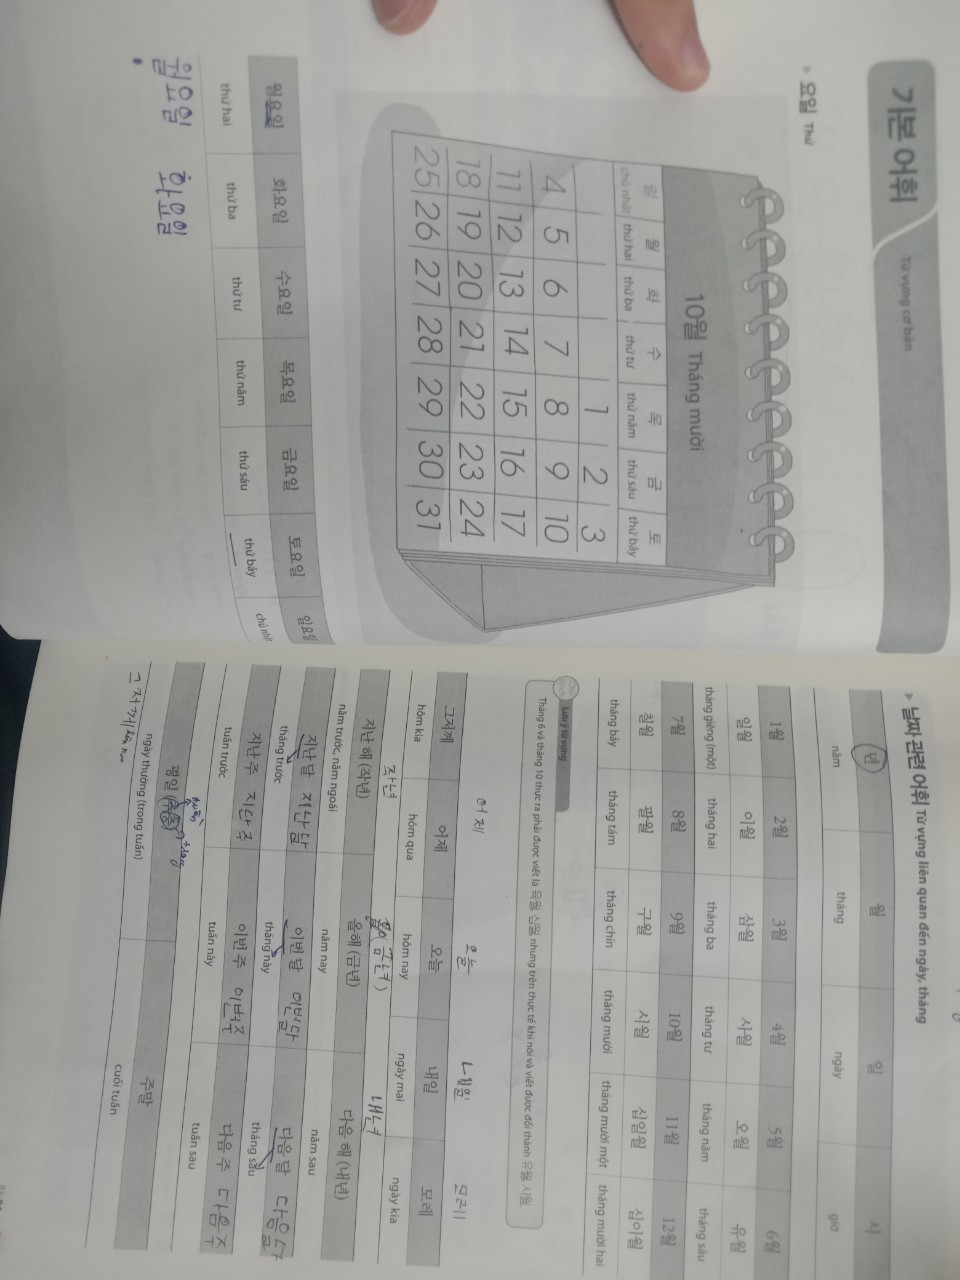 기본 어휘 Từ vựng cơ bản
▸ 요일 Thứ
10월 Tháng mười
일 월 화 수 목 금 토
chủ nhật thứ hai thứ ba thứ tư thứ năm thứ sáu thứ bảy
1 2 3
4 5 6 7 8 9 10
11 12 13 14 15 16 17
18 19 20 21 22 23 24
25 26 27 28 29 30 31
월요일 화요일 수요일 목요일 금요일 토요일 일요일
thứ hai thứ ba thứ tư thứ năm thứ sáu thứ bảy
월요일 화요일
▸ 날짜 관련 어휘 Từ vựng liên quan đến ngày, tháng
년 월 일 시
năm tháng ngày giờ
1월 2월 3월 4월 5월 6월
일월 이월 삼월 사월 오월 유월
tháng giêng (một) tháng hai tháng ba tháng tư tháng năm tháng sáu
7월 8월 9월 10월 11월 12월
칠월 팔월 구월 시월 십일월 십이월
tháng bảy tháng tám tháng chín tháng mười tháng mười một tháng mười hai
Lưu ý từ vựng
Tháng 6 và tháng 10 thực ra phải được viết là 육월 십월 nhưng trên thực tế khi nói và viết được đổi thành 유월 시월
어제 오늘 내일 모레
그저께 어제 오늘 내일 모레
hôm kia hôm qua hôm nay ngày mai ngày kia
작년 (금년) 내년
지난 해 (작년) 올해 (금년) 다음 해 (내년)
năm trước, năm ngoái năm nay năm sau
지난 달 지난 달 이번 달 이번 달 다음 달 다음 달
tháng trước tháng này tháng sau
지난 주 지난 주 이번 주 이번 주 다음 주 다음 주
tuần trước tuần này tuần sau
평일 (주중) 주말
ngày thường (trong tuần) cuối tuần
그저께